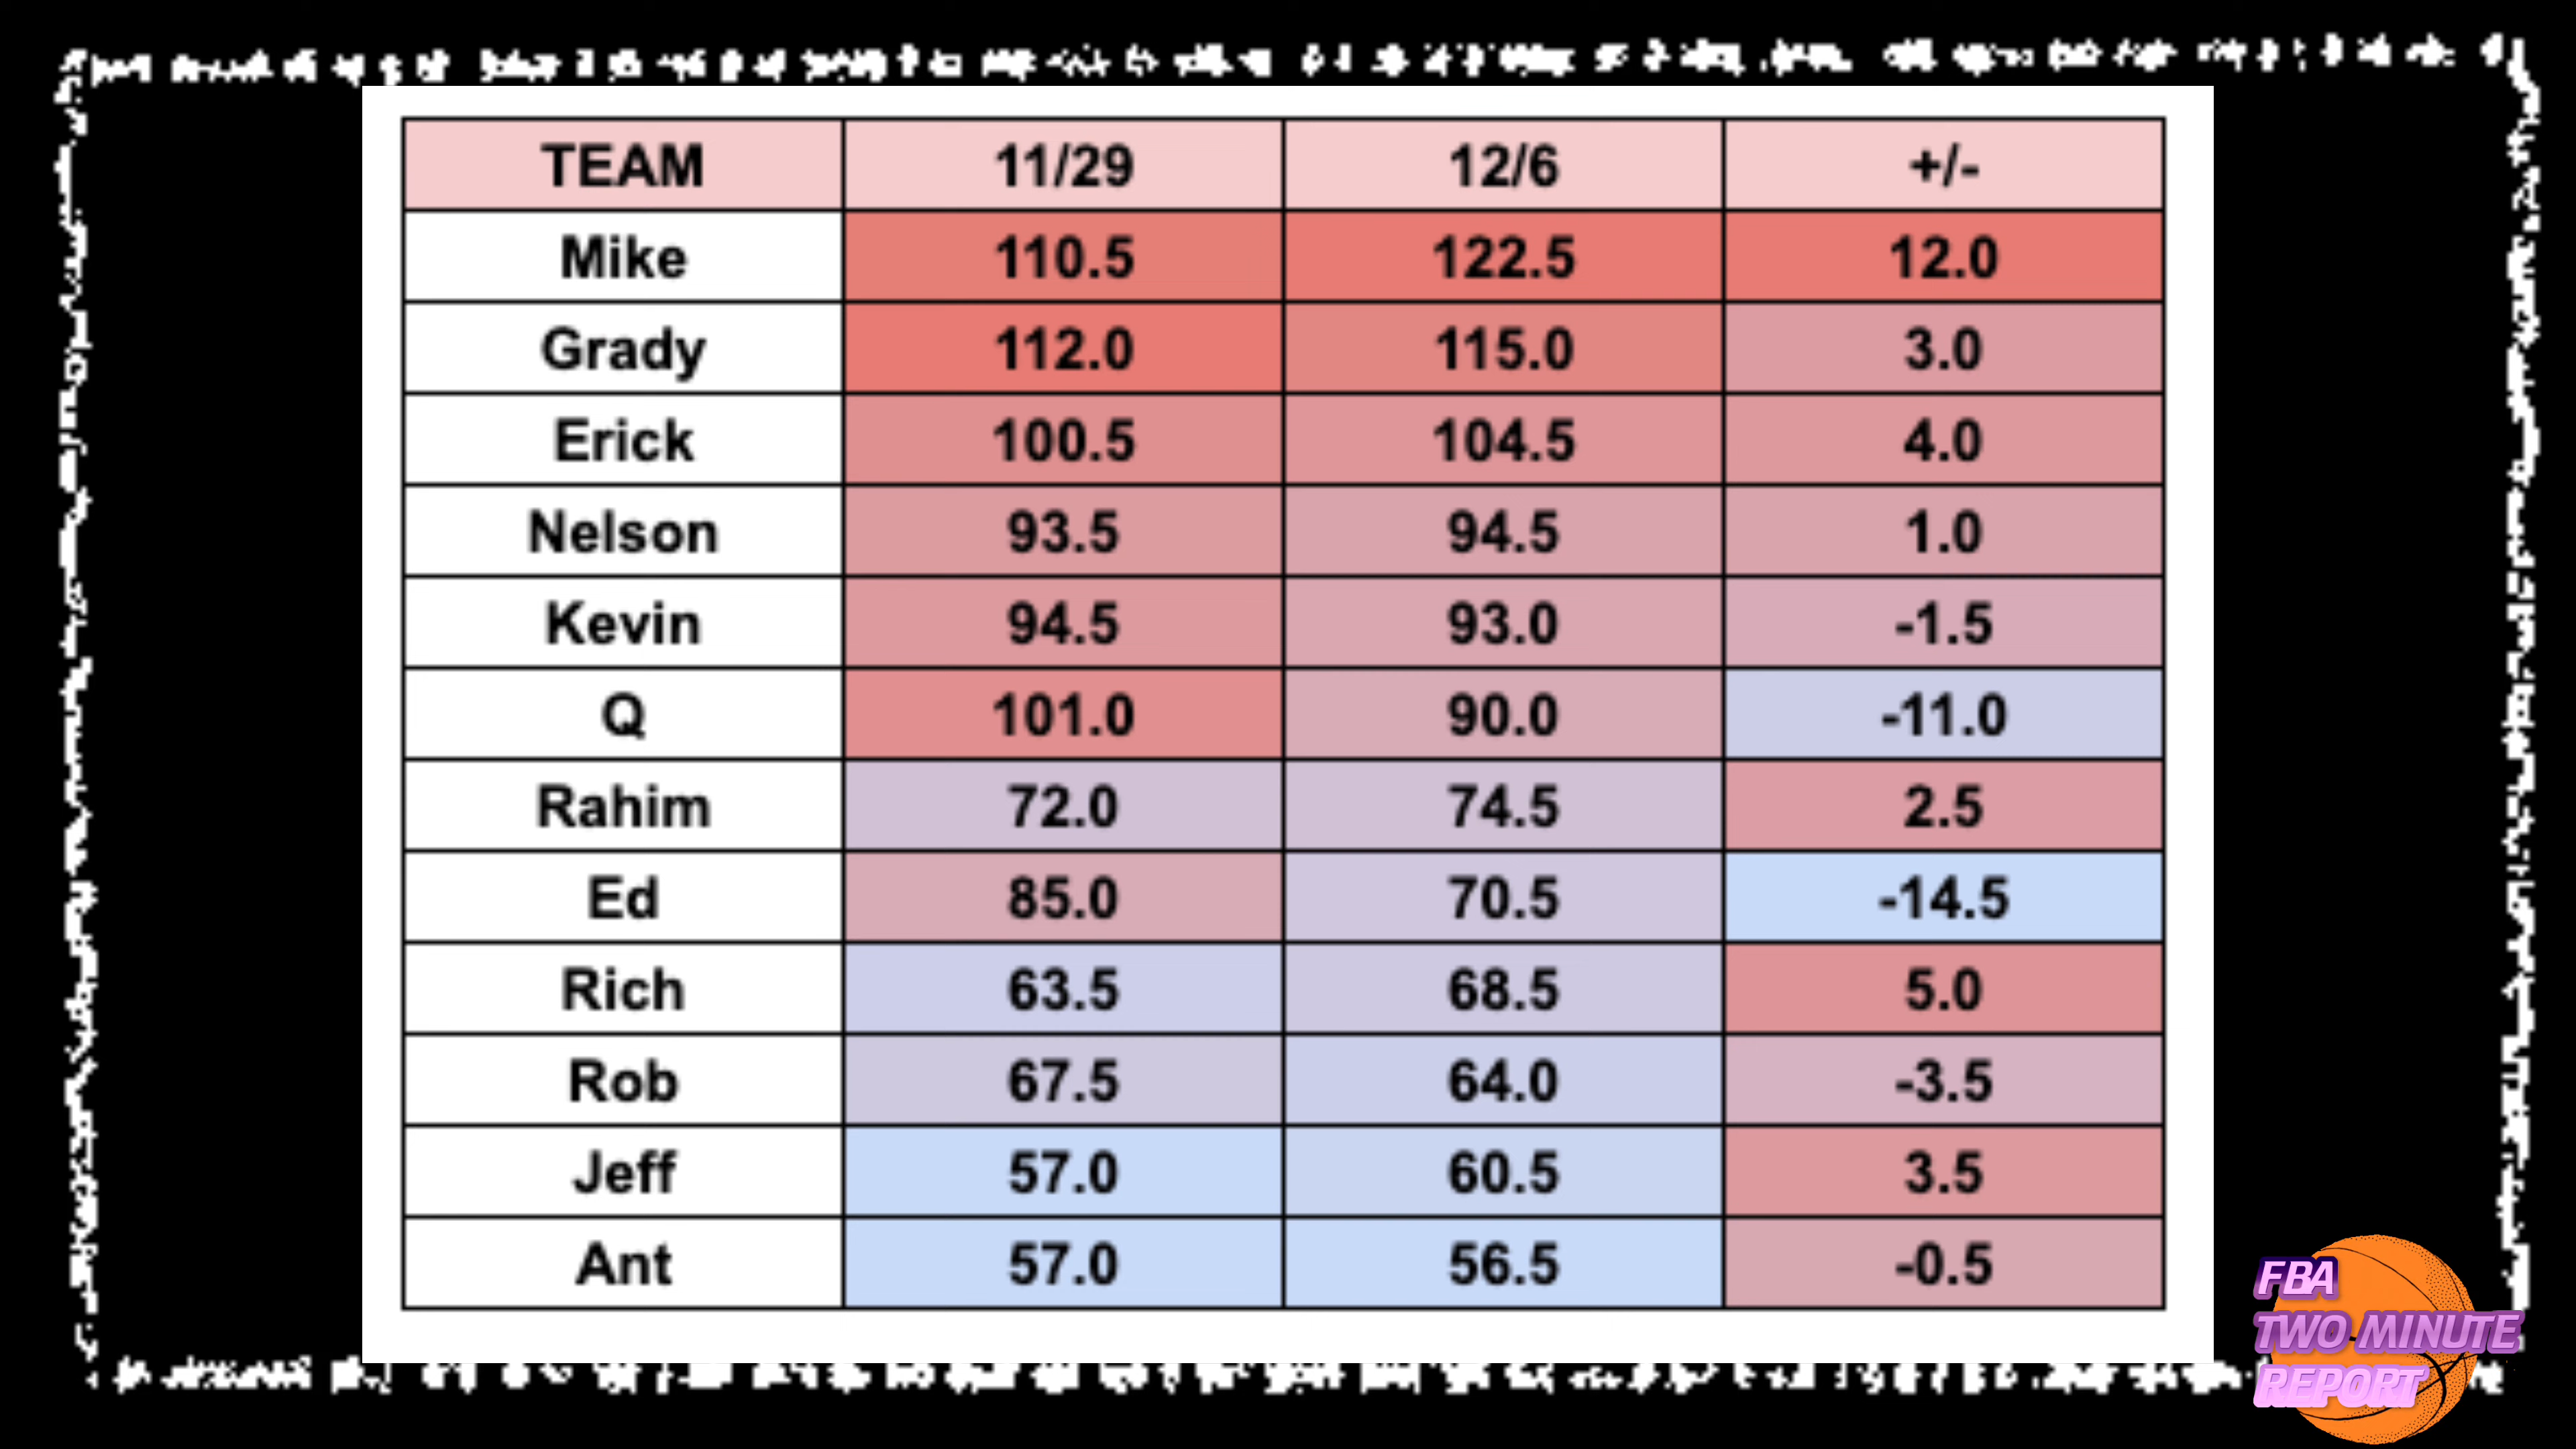 TEAM 11/29 12/6 +/-
Mike 110.5 122.5 12.0
Grady 112.0 115.0 3.0
Erick 100.5 104.5 4.0
Nelson 93.5 94.5 1.0
Kevin 94.5 93.0 -1.5
Q 101.0 90.0 -11.0
Rahim 72.0 74.5 2.5
Ed 85.0 70.5 -14.5
Rich 63.5 68.5 5.0
Rob 67.5 64.0 -3.5
Jeff 57.0 60.5 3.5
Ant 57.0 56.5 -0.5
FBA
TWO MINUTE
REPORT